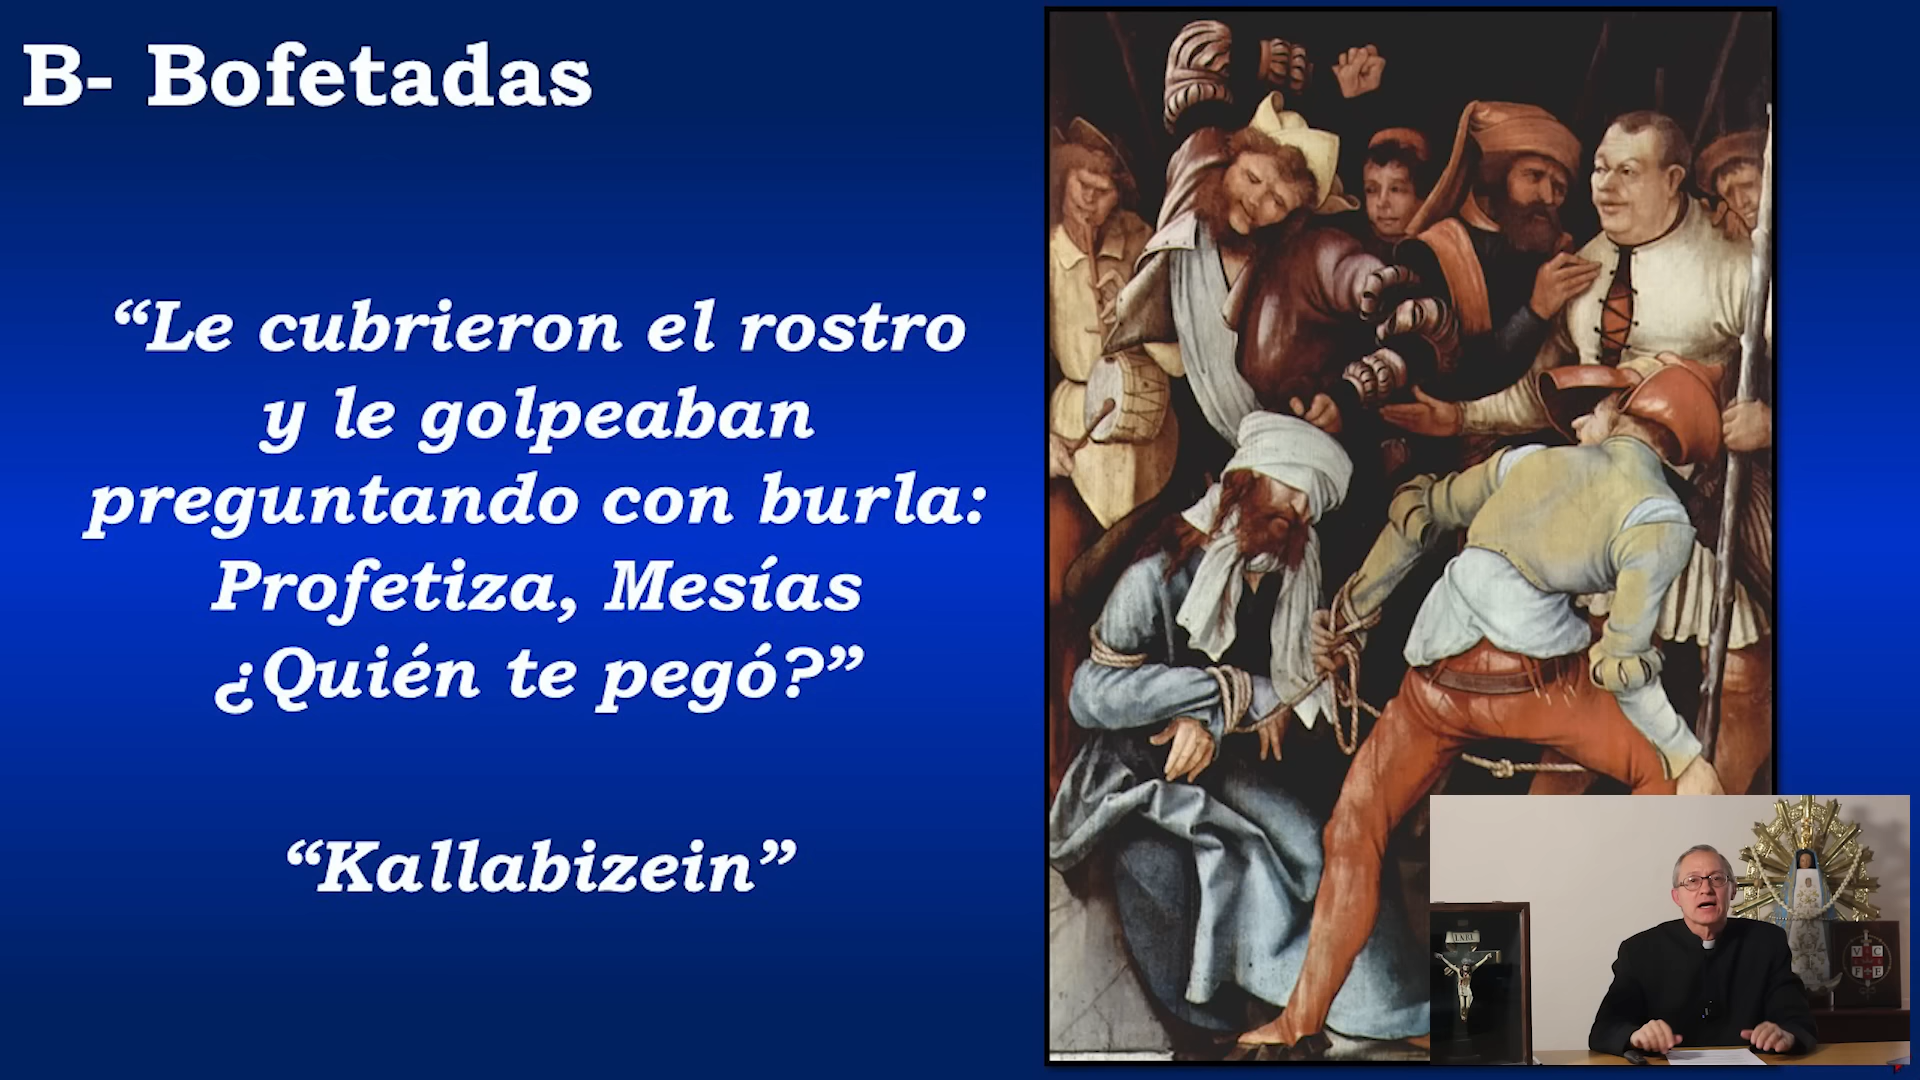 B- Bofetadas
“Le cubrieron el rostro
y le golpeaban
preguntando con burla:
Profetiza, Mesías
¿Quién te pegó?”
“Kallabizein”
I.N.R.I
V C
F E